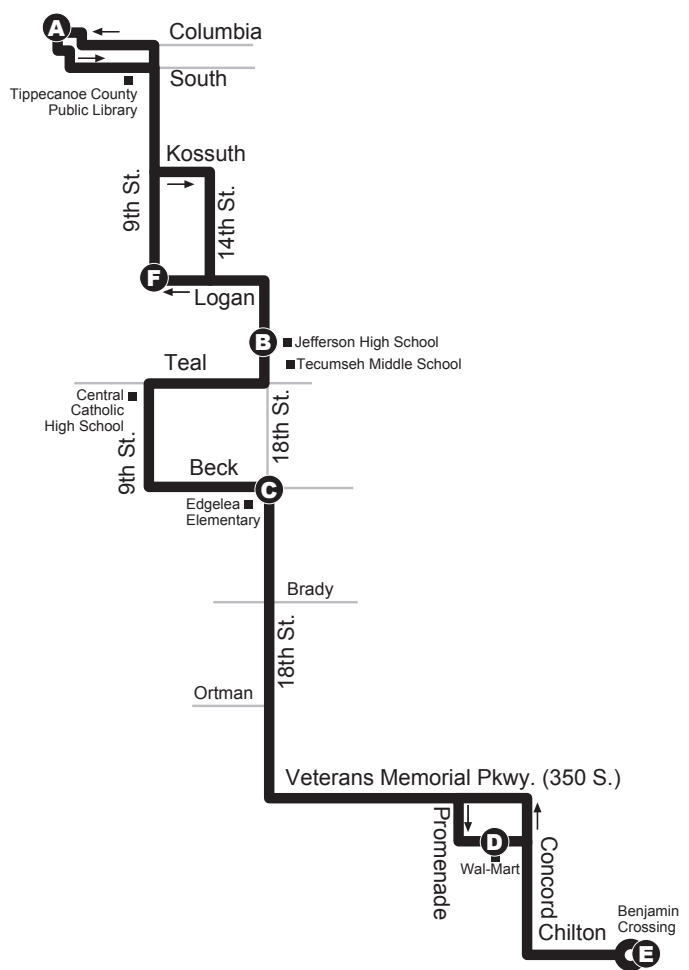 A
Columbia
South
Tippecanoe County
Public Library
Kossuth
9th St.
14th St.
F
Logan
B
Jefferson High School
Tecumseh Middle School
Teal
Central
Catholic
High School
18th St.
9th St.
Beck
C
Edgelea
Elementary
Brady
18th St.
Ortman
Veterans Memorial Pkwy. (350 S.)
Promenade
D
Wal-Mart
Concord
Benjamin
Crossing
Chilton
E